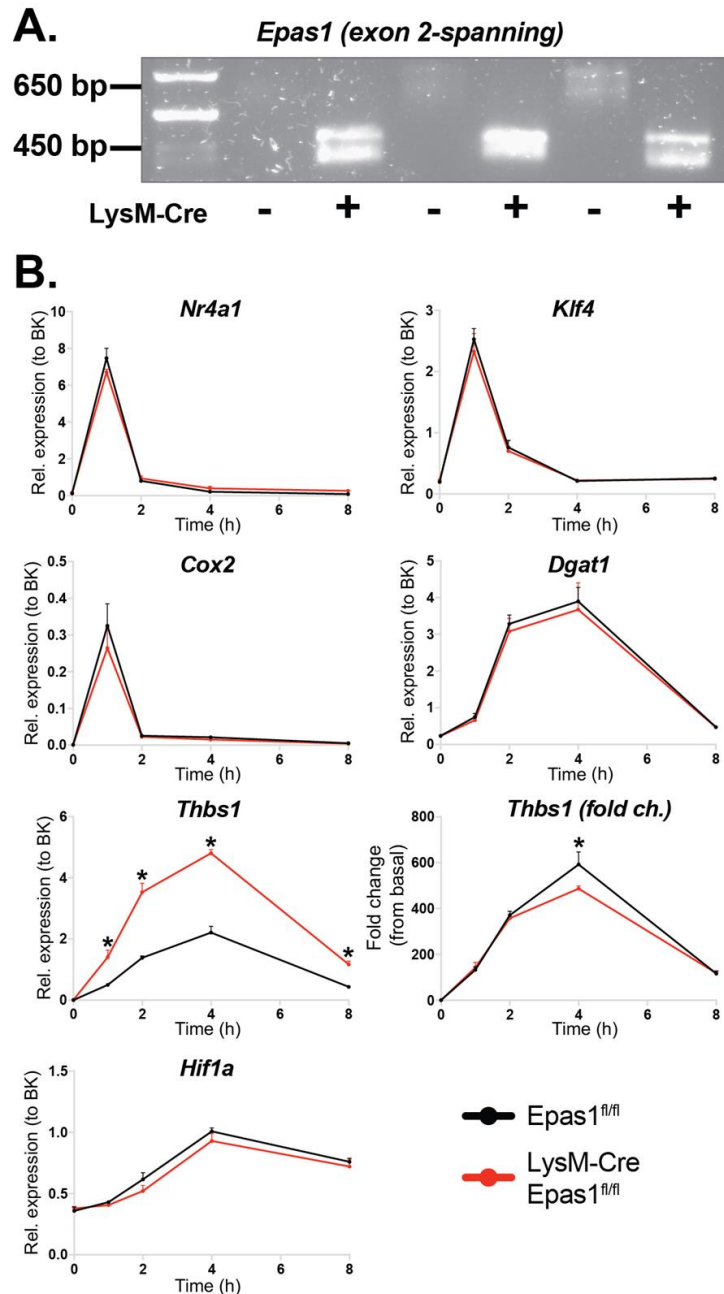 A.
Epas1 (exon 2-spanning)
650 bp
450 bp
LysM-Cre - + - + - +
B.
Nr4a1
Rel. expression (to BK)
10
8
6
4
2
0
0 2 4 6 8
Time (h)
Klf4
Rel. expression (to BK)
3
2
1
0
0 2 4 6 8
Time (h)
Cox2
Rel. expression (to BK)
0.5
0.4
0.3
0.2
0.1
0.0
0 2 4 6 8
Time (h)
Dgat1
Rel. expression (to BK)
5
4
3
2
1
0
0 2 4 6 8
Time (h)
Thbs1
Rel. expression (to BK)
6
4
2
0
* * * *
0 2 4 6 8
Time (h)
Thbs1 (fold ch.)
Fold change
(from basal)
800
600
400
200
0
*
0 2 4 6 8
Time (h)
Hif1a
Rel. expression (to BK)
1.5
1.0
0.5
0.0
0 2 4 6 8
Time (h)
Epas1fl/fl
LysM-Cre
Epas1fl/fl